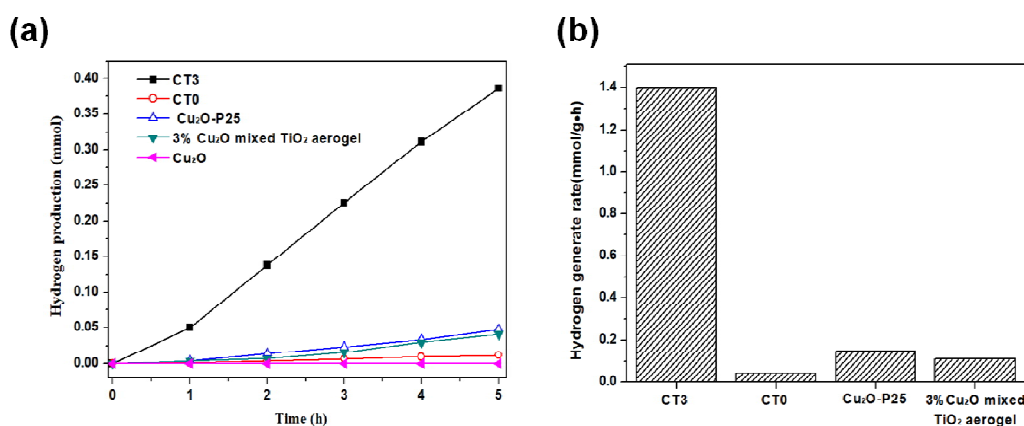 (a)
Hydrogen production (mmol)
0.40
0.35
0.30
0.25
0.20
0.15
0.10
0.05
0.00
CT3
CT0
Cu₂O-P25
3% Cu₂O mixed TiO₂ aerogel
Cu₂O
0 1 2 3 4 5
Time (h)
(b)
Hydrogen generate rate(mmol/g•h)
1.4
1.2
1.0
0.8
0.6
0.4
0.2
0.0
CT3 CT0 Cu₂O-P25 3% Cu₂O mixed
TiO₂ aerogel